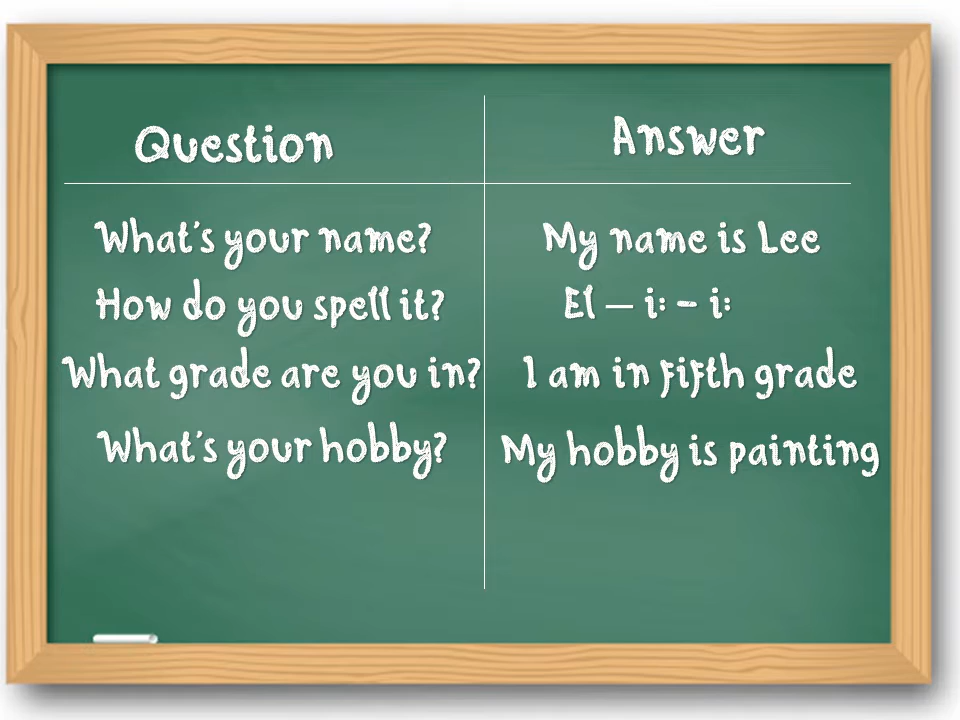 Question Answer
What's your name? My name is Lee
How do you spell it? El – i: - i:
What grade are you in? I am in fifth grade
What's your hobby? My hobby is painting